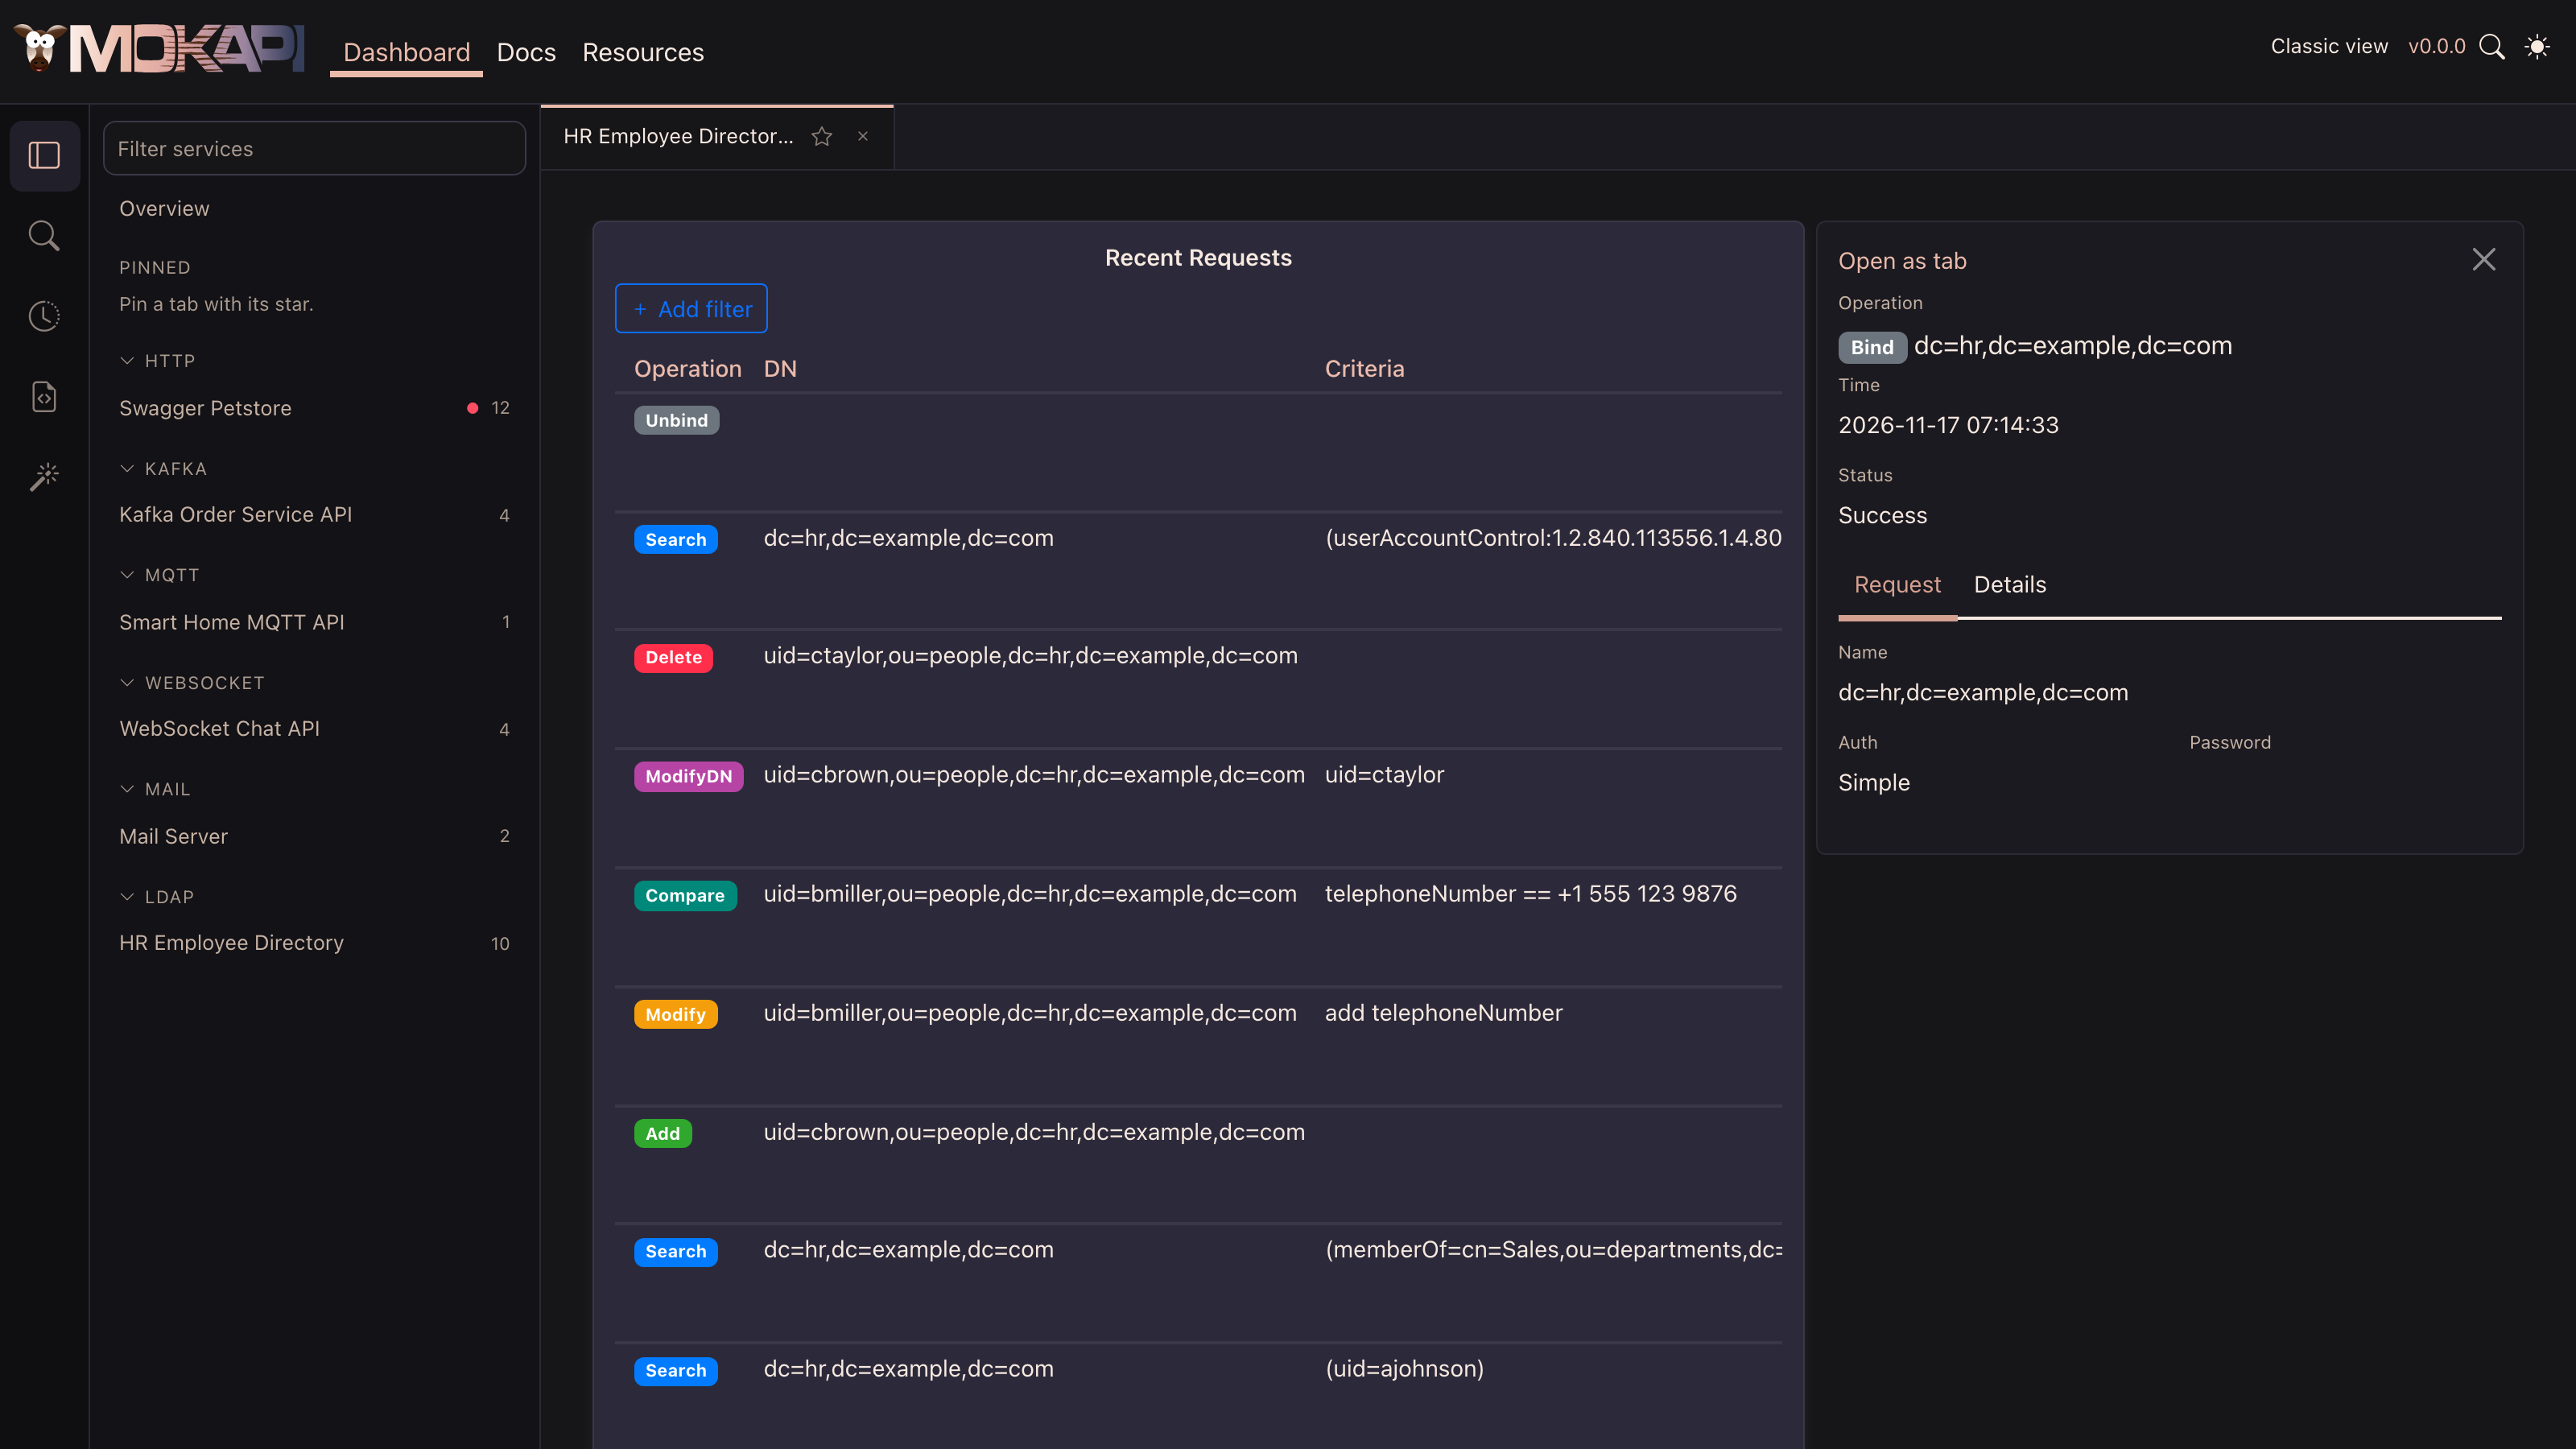 MOKAPI
Dashboard Docs Resources
Classic view v0.0.0
Filter services
Overview
PINNED
Pin a tab with its star.
HTTP
Swagger Petstore 12
KAFKA
Kafka Order Service API 4
MQTT
Smart Home MQTT API 1
WEBSOCKET
WebSocket Chat API 4
MAIL
Mail Server 2
LDAP
HR Employee Directory 10
HR Employee Director... ×
Recent Requests
+ Add filter
Operation DN Criteria
Unbind
Search dc=hr,dc=example,dc=com (userAccountControl:1.2.840.113556.1.4.80
Delete uid=ctaylor,ou=people,dc=hr,dc=example,dc=com
ModifyDN uid=cbrown,ou=people,dc=hr,dc=example,dc=com uid=ctaylor
Compare uid=bmiller,ou=people,dc=hr,dc=example,dc=com telephoneNumber == +1 555 123 9876
Modify uid=bmiller,ou=people,dc=hr,dc=example,dc=com add telephoneNumber
Add uid=cbrown,ou=people,dc=hr,dc=example,dc=com
Search dc=hr,dc=example,dc=com (memberOf=cn=Sales,ou=departments,dc=
Search dc=hr,dc=example,dc=com (uid=ajohnson)
Open as tab
Operation
Bind dc=hr,dc=example,dc=com
Time
2026-11-17 07:14:33
Status
Success
Request Details
Name
dc=hr,dc=example,dc=com
Auth Password
Simple